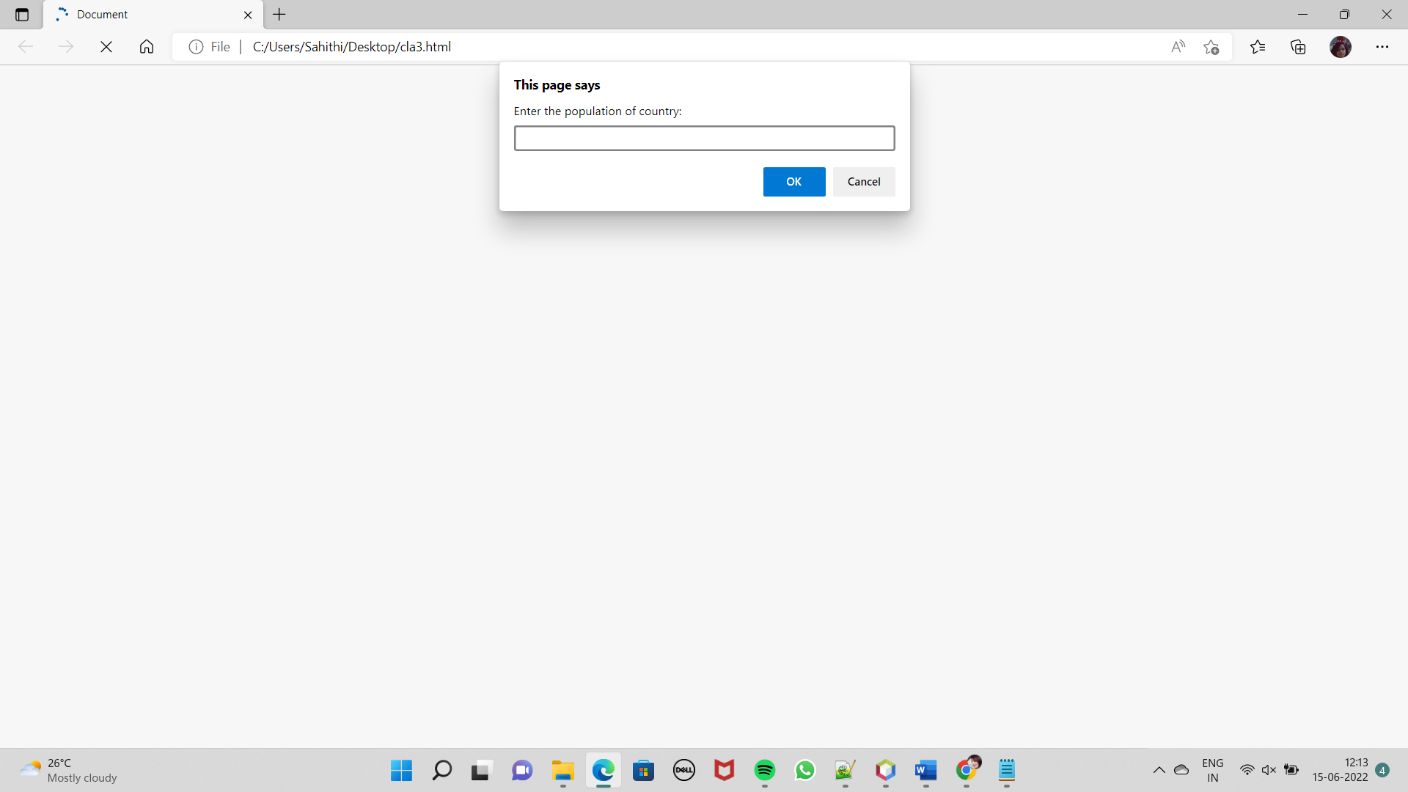 Document
File | C:/Users/Sahithi/Desktop/cla3.html
This page says
Enter the population of country:
OK Cancel
26°C
Mostly cloudy
DELL
W
ENG
IN
12:13
15-06-2022
4